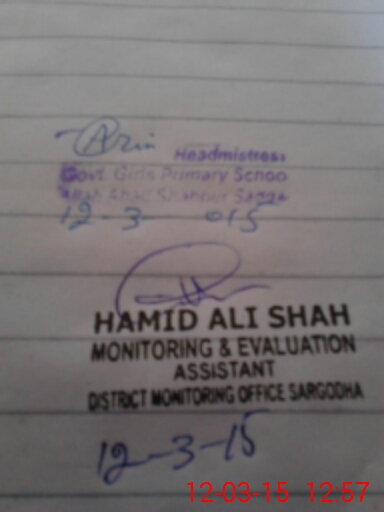 Headmistress
Govt. Girls Primary School
12-3-015
HAMID ALI SHAH
MONITORING & EVALUATION
ASSISTANT
DISTRICT MONITORING OFFICE SARGODHA
12-3-15
12-03-15 12:57